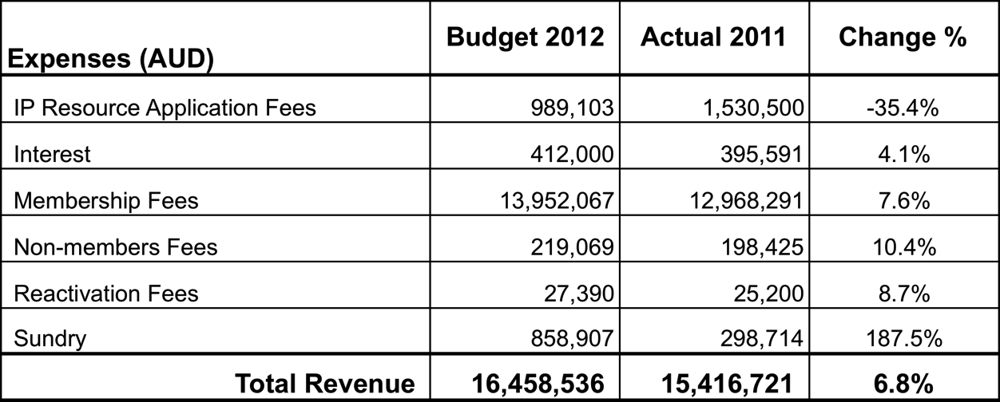 Expenses (AUD) Budget 2012 Actual 2011 Change %
IP Resource Application Fees 989,103 1,530,500 -35.4%
Interest 412,000 395,591 4.1%
Membership Fees 13,952,067 12,968,291 7.6%
Non-members Fees 219,069 198,425 10.4%
Reactivation Fees 27,390 25,200 8.7%
Sundry 858,907 298,714 187.5%
Total Revenue 16,458,536 15,416,721 6.8%